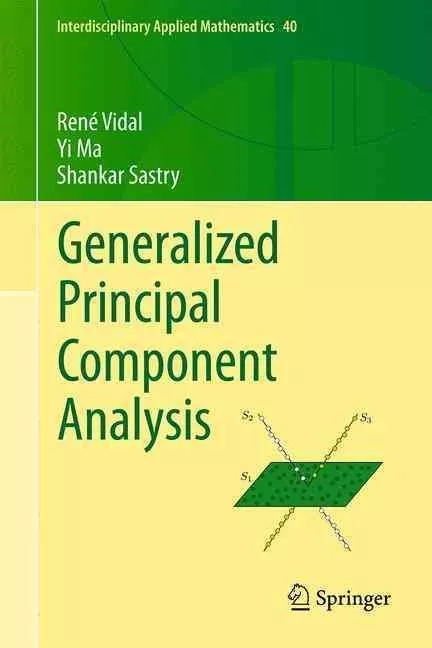 Interdisciplinary Applied Mathematics 40
René Vidal
Yi Ma
Shankar Sastry
Generalized
Principal
Component
Analysis
S₂
S₃
S₁
Springer